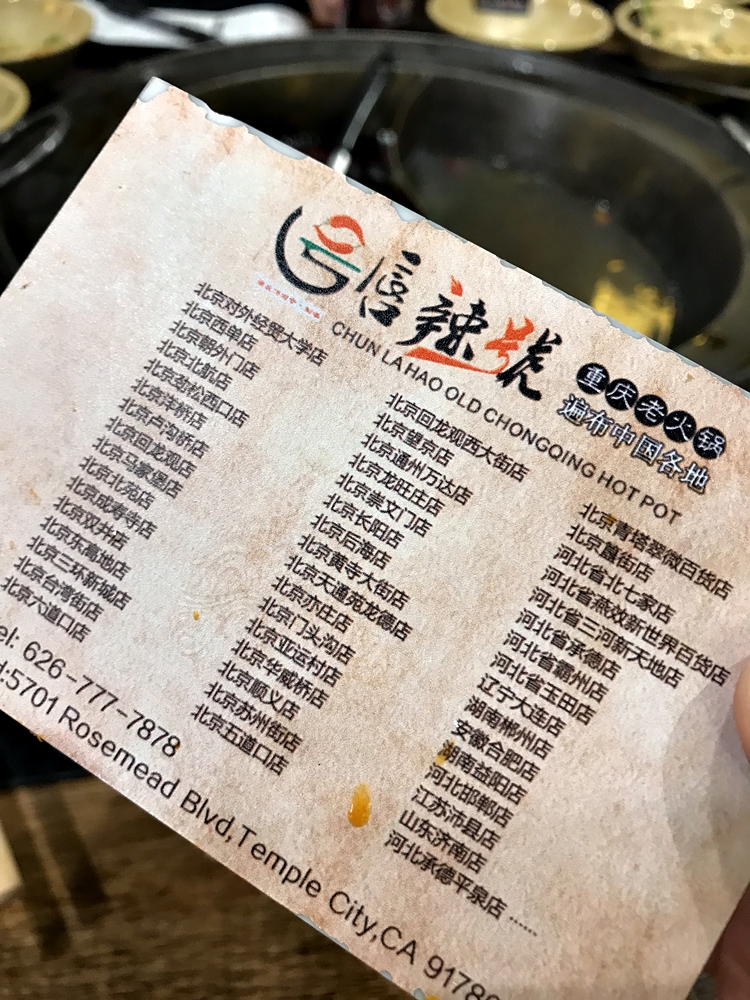 唇辣號
CHUN LA HAO OLD CHONGQING HOT POT
重庆老火锅
遍布中国各地
北京对外经贸大学店
北京西单店
北京朝外门店
北京北航店
北京劲松西口店
北京洋桥店
北京卢沟桥店
北京回龙观店
北京马家堡店
北京北苑店
北京成寿寺店
北京双井店
北京东高地店
北京三环新城店
北京台湾街店
北京六道口店
北京回龙观西大街店
北京望京店
北京通州万达店
北京龙旺庄店
北京崇文门店
北京长阳店
北京后海店
北京黄寺大街店
北京天通苑龙德店
北京亦庄店
北京门头沟店
北京亚运村店
北京华威桥店
北京顺义店
北京苏州街店
北京五道口店
北京青塔翠微百货店
北京簋街店
河北省北七家店
河北省燕效新世界百货店
河北省三河新天地店
河北省承德店
河北省霸州店
河北省玉田店
辽宁大连店
湖南郴州店
安徽合肥店
湖南益阳店
河北邯郸店
江苏沛县店
山东济南店
河北承德平泉店 ......
el: 626-777-7878
d:5701 Rosemead Blvd,Temple City,CA 9178